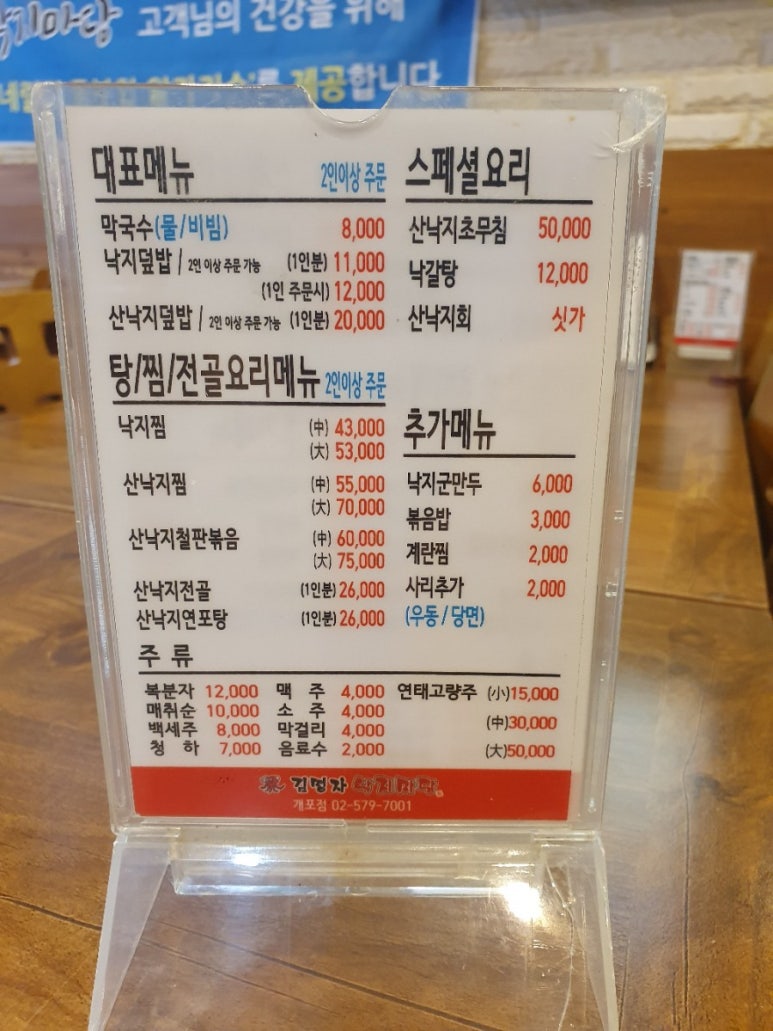 고객님의 건강을 위해
제공합니다
대표메뉴 2인이상 주문
막국수(물/비빔) 8,000
낙지덮밥 / 2인 이상 주문 가능 (1인분) 11,000
(1인 주문시) 12,000
산낙지덮밥 / 2인 이상 주문 가능 (1인분) 20,000
탕/찜/전골요리메뉴 2인이상 주문
낙지찜 (中) 43,000
(大) 53,000
산낙지찜 (中) 55,000
(大) 70,000
산낙지철판볶음 (中) 60,000
(大) 75,000
산낙지전골 (1인분) 26,000
산낙지연포탕 (1인분) 26,000
스페셜요리
산낙지초무침 50,000
낙갈탕 12,000
산낙지회 싯가
추가메뉴
낙지군만두 6,000
볶음밥 3,000
계란찜 2,000
사리추가 2,000
(우동/당면)
주 류
복분자 12,000 맥 주 4,000 연태고량주 (小)15,000
매취순 10,000 소 주 4,000
백세주 8,000 막걸리 4,000 (中)30,000
청 하 7,000 음료수 2,000 (大)50,000
김명자 낙지마당
개포점 02-579-7001